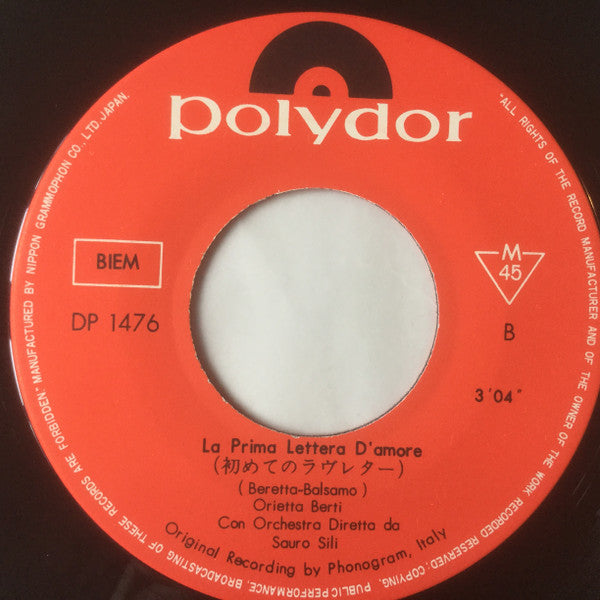 polydor
BIEM
DP 1476
M
45
B
3'04"
La Prima Lettera D'amore
(初めてのラヴレター)
(Beretta-Balsamo)
Orietta Berti
Con Orchestra Diretta da
Sauro Sili
Original Recording by Phonogram, Italy
"ALL RIGHTS OF THE RECORD MANUFACTURER AND OF THE OWNER OF THE WORK RECORDED RESERVED. COPYING, PUBLIC PERFORMANCE, BROADCASTING OF THESE RECORDS ARE FORBIDDEN." MANUFACTURED BY NIPPON GRAMMOPHON CO., LTD. JAPAN.